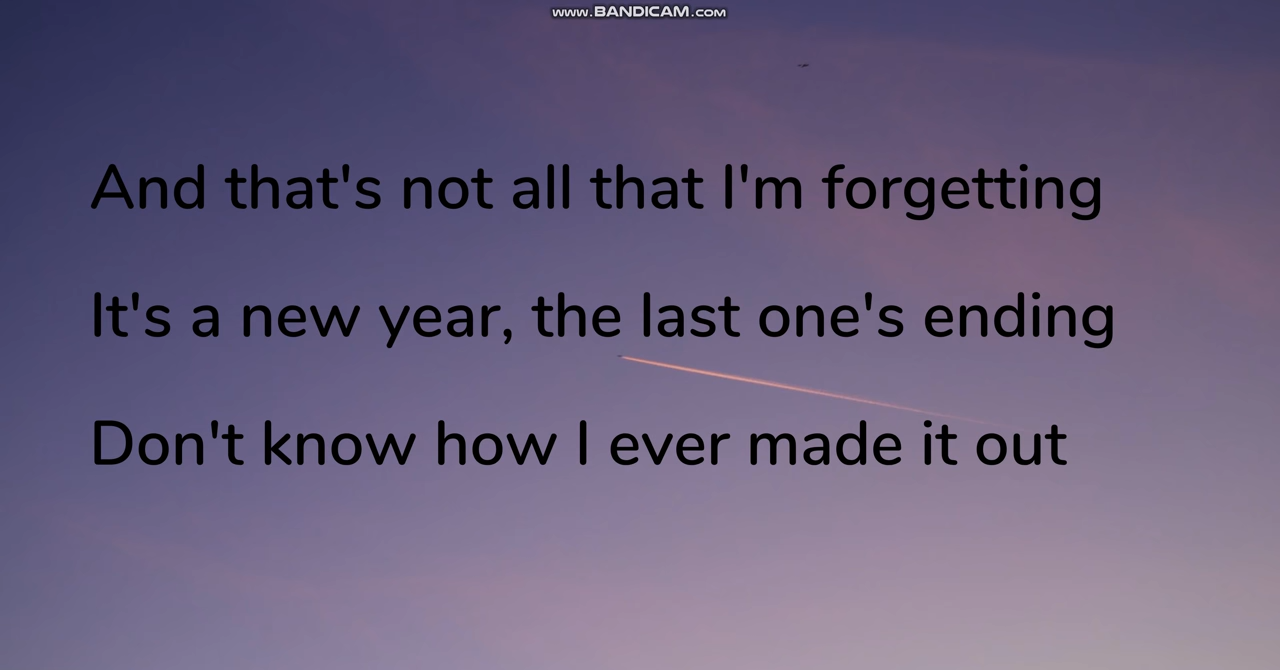 www.BANDICAM.com
And that's not all that I'm forgetting
It's a new year, the last one's ending
Don't know how I ever made it out